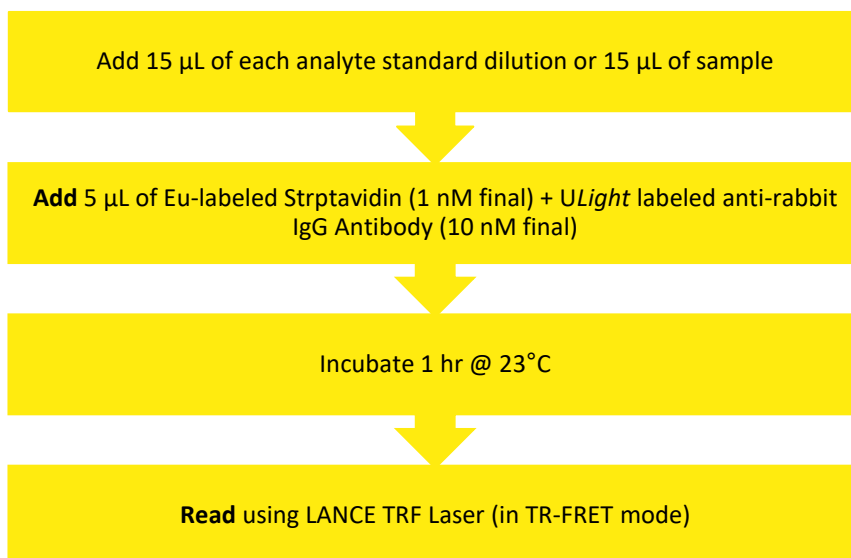 Add 15 µL of each analyte standard dilution or 15 µL of sample
Add 5 µL of Eu-labeled Strptavidin (1 nM final) + ULight labeled anti-rabbit
IgG Antibody (10 nM final)
Incubate 1 hr @ 23°C
Read using LANCE TRF Laser (in TR-FRET mode)